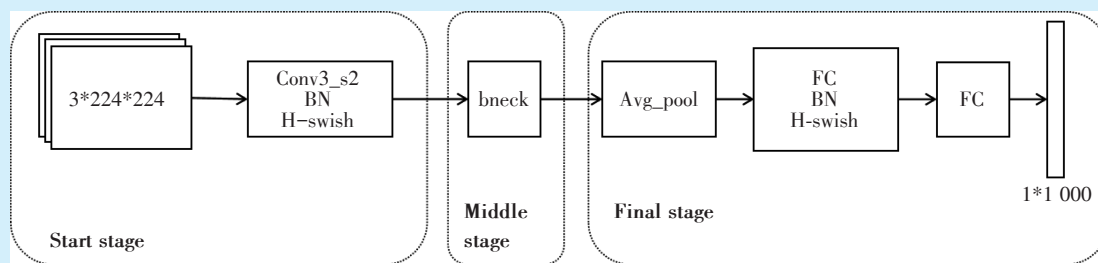 3*224*224
Conv3_s2
BN
H-swish
bneck
Avg_pool
FC
BN
H-swish
FC
1*1 000
Start stage
Middle
stage
Final stage